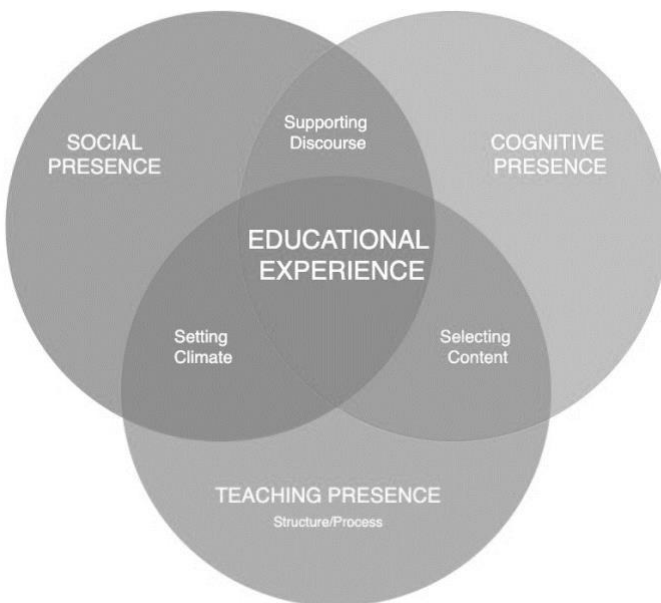 Supporting
Discourse
SOCIAL
PRESENCE
COGNITIVE
PRESENCE
EDUCATIONAL
EXPERIENCE
Setting
Climate
Selecting
Content
TEACHING PRESENCE
Structure/Process